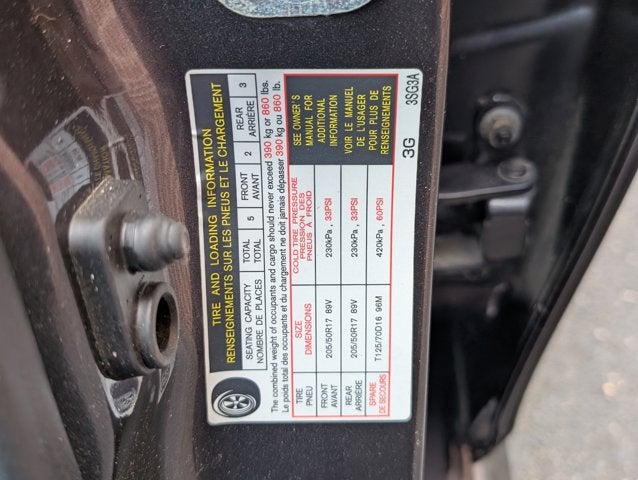 TIRE AND LOADING INFORMATION
RENSEIGNEMENTS SUR LES PNEUS ET LE CHARGEMENT
SEATING CAPACITY TOTAL 5 FRONT 2 REAR 3
NOMBRE DE PLACES TOTAL AVANT ARRIÈRE
The combined weight of occupants and cargo should never exceed 390 kg or 860 lbs.
Le poids total des occupants et du chargement ne doit jamais dépasser 390 kg ou 860 lb.
TIRE SIZE COLD TIRE PRESSURE
PNEU DIMENSIONS PRESSION DES PNEUS À FROID
FRONT AVANT 205/50R17 89V 230kPa, 33PSI
REAR ARRIÈRE 205/50R17 89V 230kPa, 33PSI
SPARE DE SECOURS T125/70D16 96M 420kPa, 60PSI
SEE OWNER'S
MANUAL FOR
ADDITIONAL
INFORMATION
VOIR LE MANUEL
DE L'USAGER
POUR PLUS DE
RENSEIGNEMENTS
3G 3SG3A